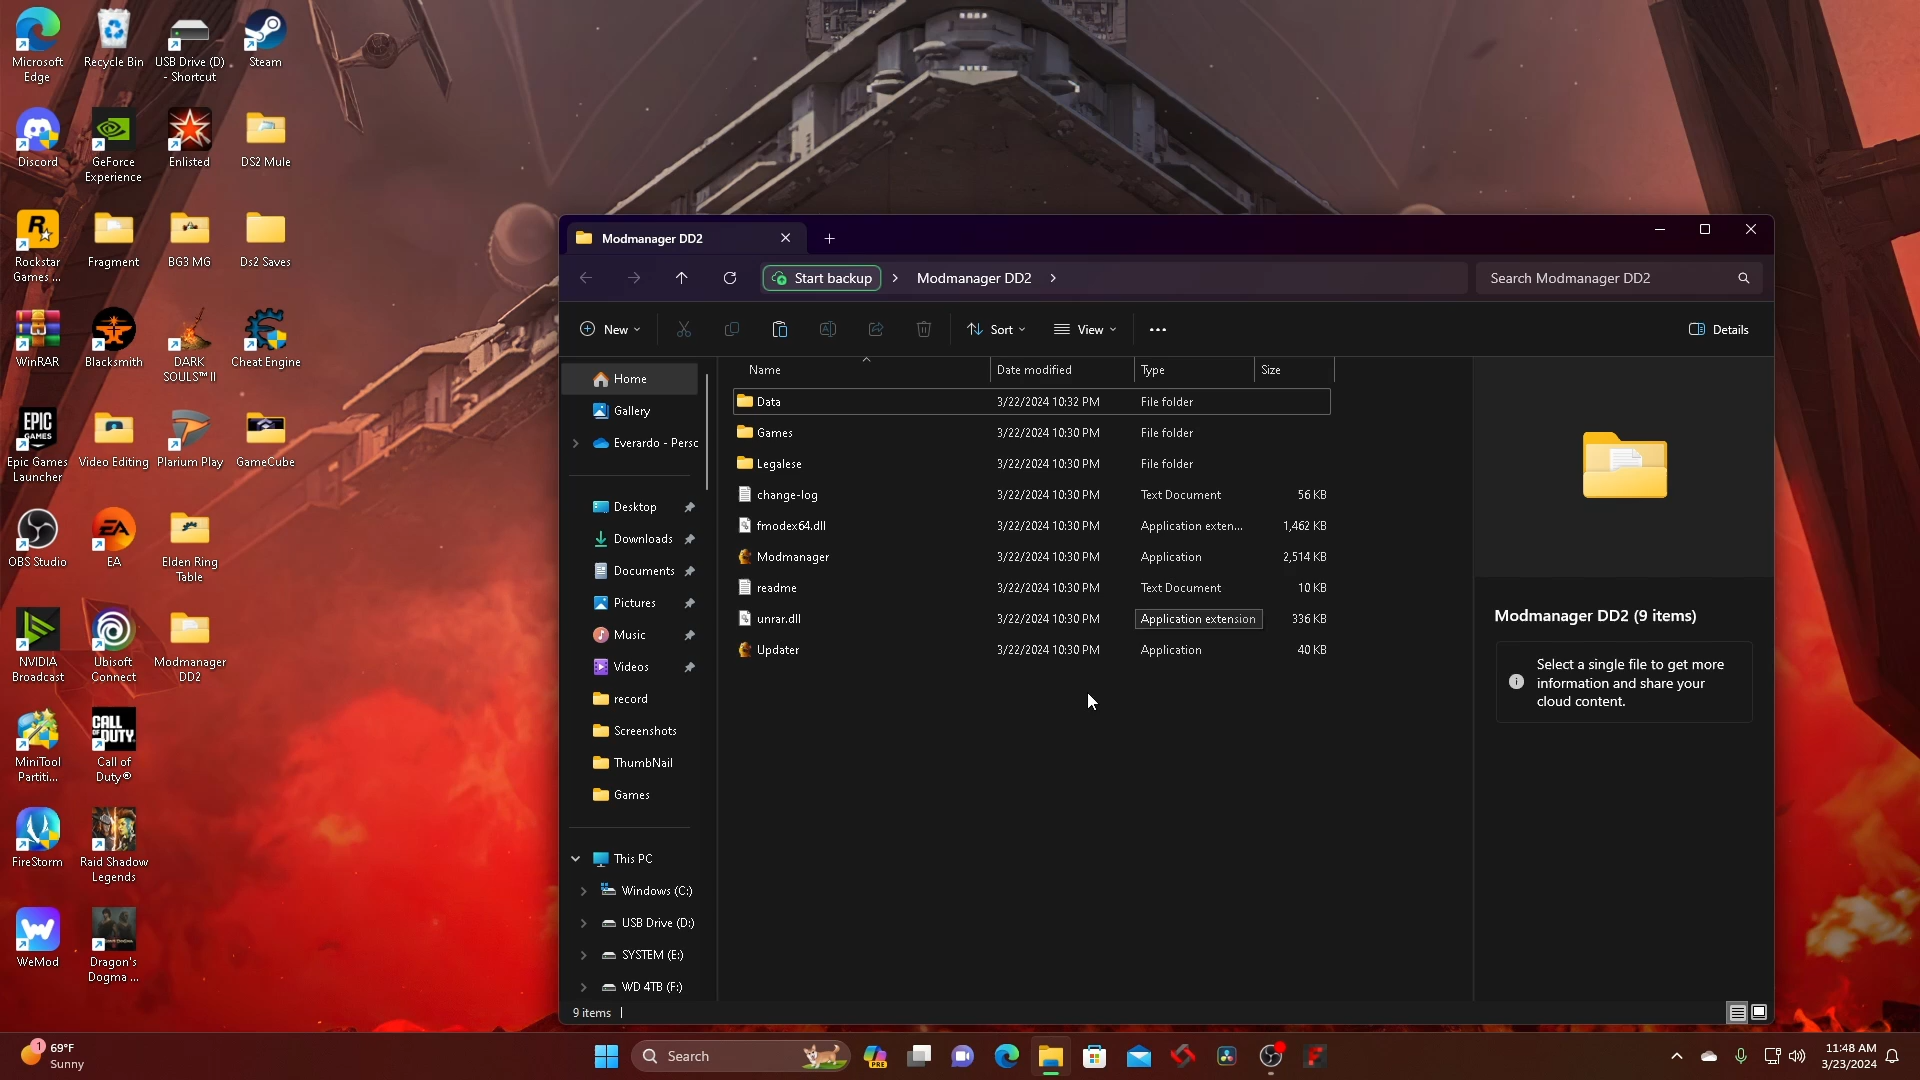 Microsoft Edge
Recycle Bin
USB Drive (D) - Shortcut
Steam
Discord
GeForce Experience
Enlisted
DS2 Mule
Rockstar Games ...
Fragment
BG3 MG
Ds2 Saves
WinRAR
Blacksmith
DARK SOULS™ II
Cheat Engine
EPIC GAMES
Epic Games Launcher
Video Editing
Plarium Play
GameCube
OBS Studio
EA
Elden Ring Table
NVIDIA Broadcast
Ubisoft Connect
Modmanager DD2
MiniTool Partiti...
CALL OF DUTY
Call of Duty®
FireStorm
Raid Shadow Legends
WeMod
Dragon's Dogma ...
Modmanager DD2
Start backup
Modmanager DD2
Search Modmanager DD2
New
Sort
View
Details
Home
Gallery
Everardo - Persc
Desktop
Downloads
Documents
Pictures
Music
Videos
record
Screenshots
ThumbNail
Games
This PC
Windows (C:)
USB Drive (D:)
SYSTEM (E:)
WD 4TB (F:)
Name Date modified Type Size
Data 3/22/2024 10:32 PM File folder
Games 3/22/2024 10:30 PM File folder
Legalese 3/22/2024 10:30 PM File folder
change-log 3/22/2024 10:30 PM Text Document 56 KB
fmodex64.dll 3/22/2024 10:30 PM Application exten... 1,462 KB
Modmanager 3/22/2024 10:30 PM Application 2,514 KB
readme 3/22/2024 10:30 PM Text Document 10 KB
unrar.dll 3/22/2024 10:30 PM Application extension 336 KB
Updater 3/22/2024 10:30 PM Application 40 KB
Modmanager DD2 (9 items)
Select a single file to get more
information and share your
cloud content.
9 items
1
69°F
Sunny
Search
PRE
11:48 AM
3/23/2024